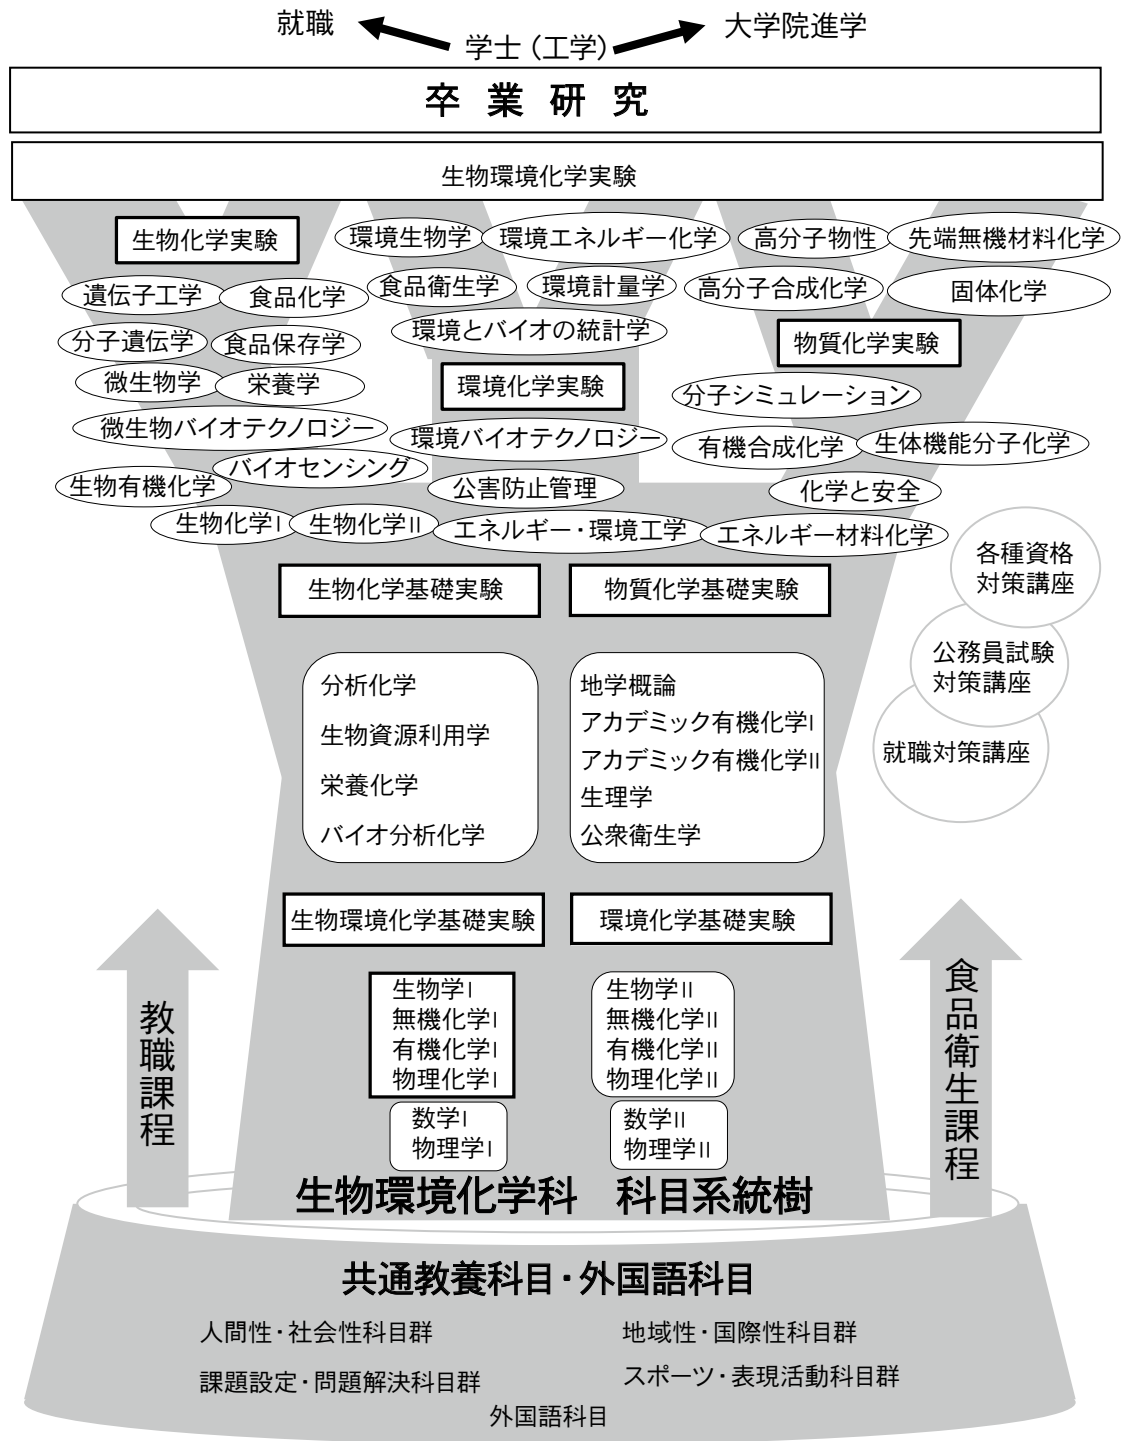 就職
大学院進学
学士（工学）
卒業研究
生物環境化学実験
生物化学実験
環境生物学
環境エネルギー化学
高分子物性
先端無機材料化学
遺伝子工学
食品化学
食品衛生学
環境計量学
高分子合成化学
固体化学
分子遺伝学
食品保存学
環境とバイオの統計学
物質化学実験
微生物学
栄養学
環境化学実験
分子シミュレーション
微生物バイオテクノロジー
環境バイオテクノロジー
有機合成化学
生体機能分子化学
バイオセンシング
生物有機化学
公害防止管理
化学と安全
生物化学Ⅰ
生物化学Ⅱ
エネルギー・環境工学
エネルギー材料化学
各種資格
対策講座
生物化学基礎実験
物質化学基礎実験
公務員試験
対策講座
就職対策講座
分析化学
生物資源利用学
栄養化学
バイオ分析化学
地学概論
アカデミック有機化学Ⅰ
アカデミック有機化学Ⅱ
生理学
公衆衛生学
生物環境化学基礎実験
環境化学基礎実験
教職課程
食品衛生課程
生物学Ⅰ
無機化学Ⅰ
有機化学Ⅰ
物理化学Ⅰ
生物学Ⅱ
無機化学Ⅱ
有機化学Ⅱ
物理化学Ⅱ
数学Ⅰ
物理学Ⅰ
数学Ⅱ
物理学Ⅱ
生物環境化学科　科目系統樹
共通教養科目・外国語科目
人間性・社会性科目群
地域性・国際性科目群
課題設定・問題解決科目群
スポーツ・表現活動科目群
外国語科目